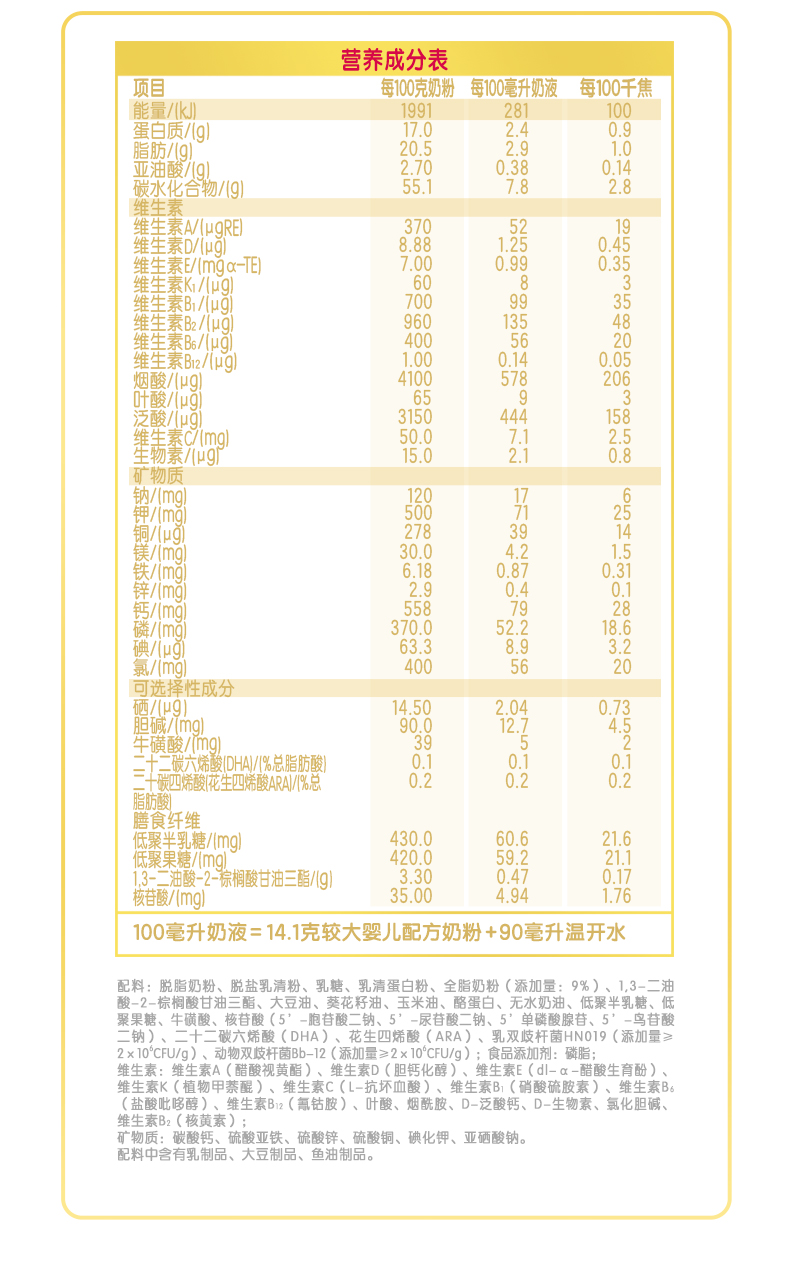 营养成分表
项目 每100克奶粉 每100毫升奶液 每100千焦
能量/(kJ) 1991 281 100
蛋白质/(g) 17.0 2.4 0.9
脂肪/(g) 20.5 2.9 1.0
亚油酸/(g) 2.70 0.38 0.14
碳水化合物/(g) 55.1 7.8 2.8
维生素
维生素A/(μgRE) 370 52 19
维生素D/(μg) 8.88 1.25 0.45
维生素E/(mgα-TE) 7.00 0.99 0.35
维生素K₁/(μg) 60 8 3
维生素B₁/(μg) 700 99 35
维生素B₂/(μg) 960 135 48
维生素B₆/(μg) 400 56 20
维生素B₁₂/(μg) 1.00 0.14 0.05
烟酸/(μg) 4100 578 206
叶酸/(μg) 65 9 3
泛酸/(μg) 3150 444 158
维生素C/(mg) 50.0 7.1 2.5
生物素/(μg) 15.0 2.1 0.8
矿物质
钠/(mg) 120 17 6
钾/(mg) 500 71 25
铜/(μg) 278 39 14
镁/(mg) 30.0 4.2 1.5
铁/(mg) 6.18 0.87 0.31
锌/(mg) 2.9 0.4 0.1
钙/(mg) 558 79 28
磷/(mg) 370.0 52.2 18.6
碘/(μg) 63.3 8.9 3.2
氯/(mg) 400 56 20
可选择性成分
硒/(μg) 14.50 2.04 0.73
胆碱/(mg) 90.0 12.7 4.5
牛磺酸/(mg) 39 5 2
二十二碳六烯酸(DHA)/(%总脂肪酸) 0.1 0.1 0.1
二十碳四烯酸(花生四烯酸ARA)/(%总 0.2 0.2 0.2
脂肪酸)
膳食纤维
低聚半乳糖/(mg) 430.0 60.6 21.6
低聚果糖/(mg) 420.0 59.2 21.1
1,3-二油酸-2-棕榈酸甘油三酯/(g) 3.30 0.47 0.17
核苷酸/(mg) 35.00 4.94 1.76
100毫升奶液=14.1克较大婴儿配方奶粉+90毫升温开水
配料：脱脂奶粉、脱盐乳清粉、乳糖、乳清蛋白粉、全脂奶粉（添加量：9%）、1,3-二油
酸-2-棕榈酸甘油三酯、大豆油、葵花籽油、玉米油、酪蛋白、无水奶油、低聚半乳糖、低
聚果糖、牛磺酸、核苷酸（5’-胞苷酸二钠、5’-尿苷酸二钠、5’单磷酸腺苷、5’-鸟苷酸
二钠）、二十二碳六烯酸（DHA）、花生四烯酸（ARA）、乳双歧杆菌HN019（添加量≥
2×10⁶CFU/g）、动物双歧杆菌Bb-12（添加量≥2×10⁶CFU/g）；食品添加剂：磷脂；
维生素：维生素A（醋酸视黄酯）、维生素D（胆钙化醇）、维生素E（dl-α-醋酸生育酚）、
维生素K（植物甲萘醌）、维生素C（L-抗坏血酸）、维生素B₁（硝酸硫胺素）、维生素B₆
（盐酸吡哆醇）、维生素B₁₂（氰钴胺）、叶酸、烟酰胺、D-泛酸钙、D-生物素、氯化胆碱、
维生素B₂（核黄素）；
矿物质：碳酸钙、硫酸亚铁、硫酸锌、硫酸铜、碘化钾、亚硒酸钠。
配料中含有乳制品、大豆制品、鱼油制品。